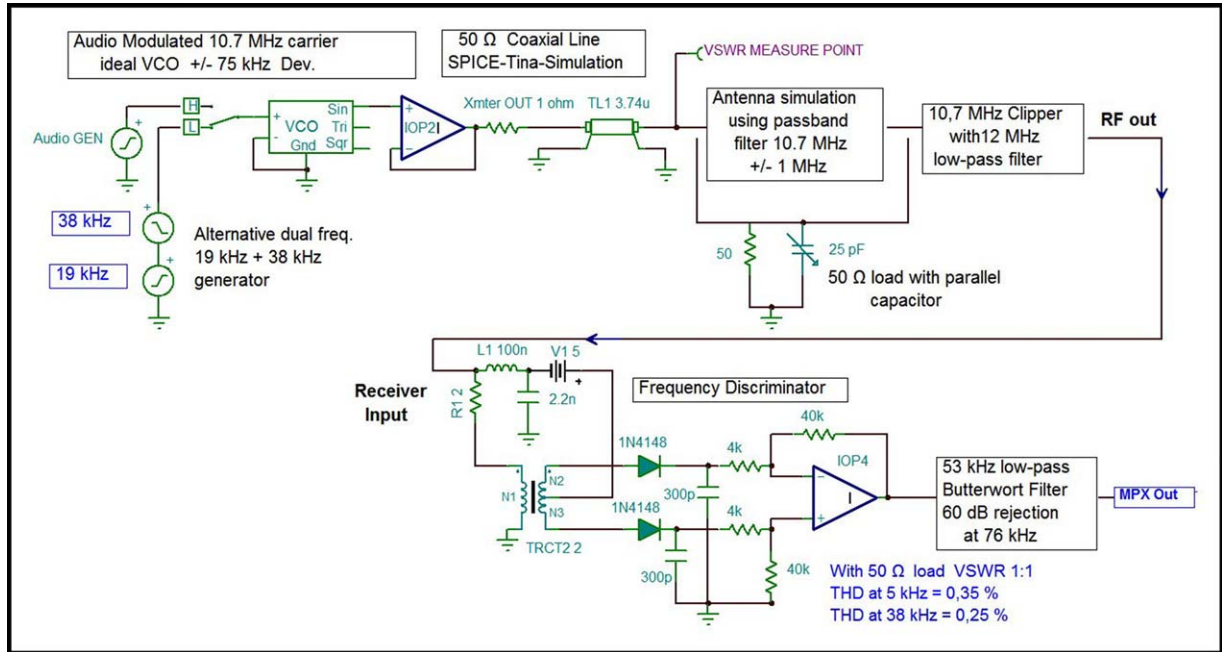 Audio Modulated 10.7 MHz carrier
ideal VCO +/- 75 kHz Dev.
50 Ω Coaxial Line
SPICE-Tina-Simulation
VSWR MEASURE POINT
H
L
Audio GEN
+
+
-
VCO
Gnd
Sin
Tri
Sqr
+
-
IOP2
I
Xmter OUT 1 ohm
TL1 3.74u
Antenna simulation
using passband
filter 10.7 MHz
+/- 1 MHz
10,7 MHz Clipper
with12 MHz
low-pass filter
RF out
38 kHz
+
19 kHz
+
Alternative dual freq.
19 kHz + 38 kHz
generator
50
25 pF
50 Ω load with parallel
capacitor
Receiver
Input
L1 100n
V1 5
+
R1 2
2.2n
Frequency Discriminator
N1
N2
N3
TRCT2 2
1N4148
1N4148
300p
300p
4k
4k
40k
40k
IOP4
−
+
I
53 kHz low-pass
Butterwort Filter
60 dB rejection
at 76 kHz
MPX Out
With 50 Ω load VSWR 1:1
THD at 5 kHz = 0,35 %
THD at 38 kHz = 0,25 %